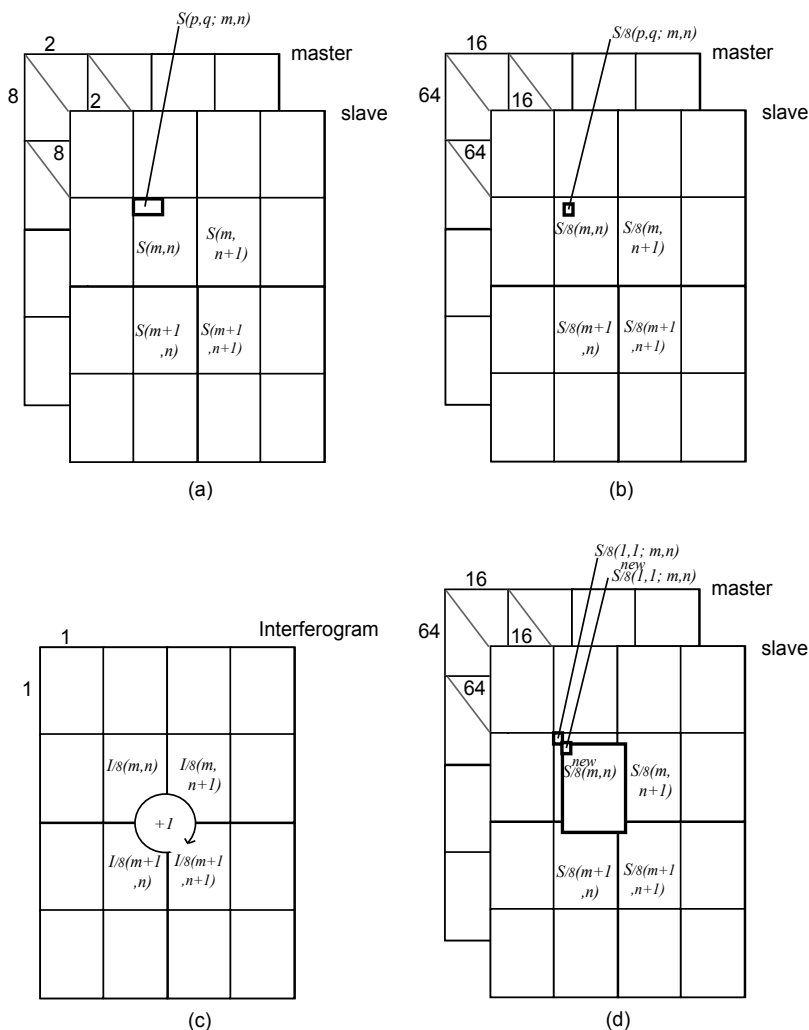 S(p,q; m,n)
2
master
8
2
slave
8
S(m,n)
S(m,
n+1)
S(m+1
,n)
S(m+1
,n+1)
(a)
S/8(p,q; m,n)
16
master
64
16
slave
64
S/8(m,n)
S/8(m,
n+1)
S/8(m+1
,n)
S/8(m+1
,n+1)
(b)
Interferogram
1
1
I/8(m,n)
I/8(m,
n+1)
+1
I/8(m+1
,n)
I/8(m+1
,n+1)
(c)
S/8(1,1; m,n)
new
S/8(1,1; m,n)
16
master
64
16
slave
64
new
S/8(m,n)
S/8(m,
n+1)
S/8(m+1
,n)
S/8(m+1
,n+1)
(d)